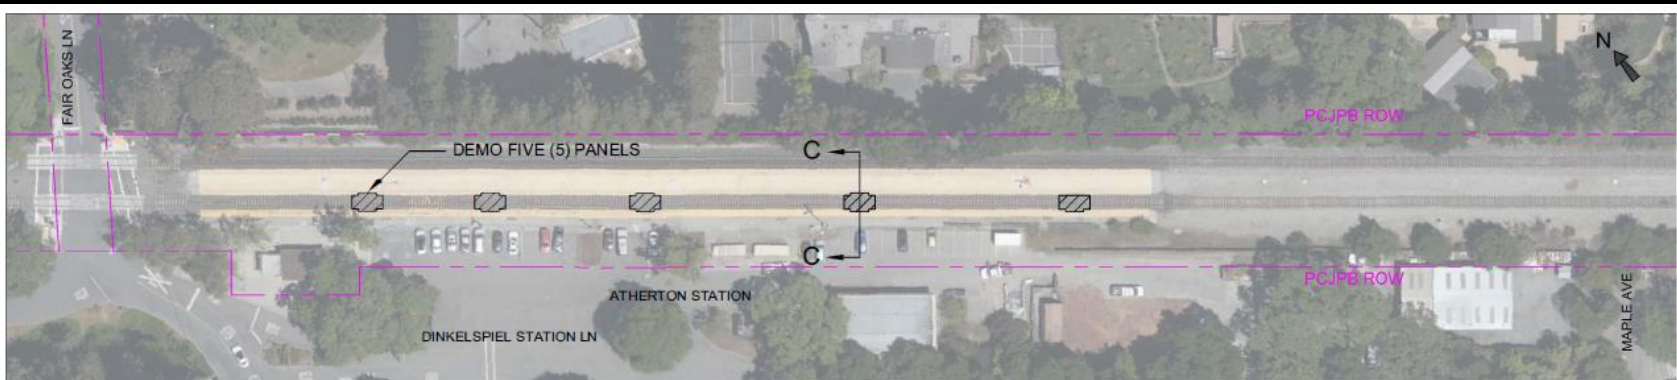 FAIR OAKS LN
N
PCJPB ROW
DEMO FIVE (5) PANELS
C
C
PCJPB ROW
ATHERTON STATION
DINKELSPIEL STATION LN
MAPLE AVE